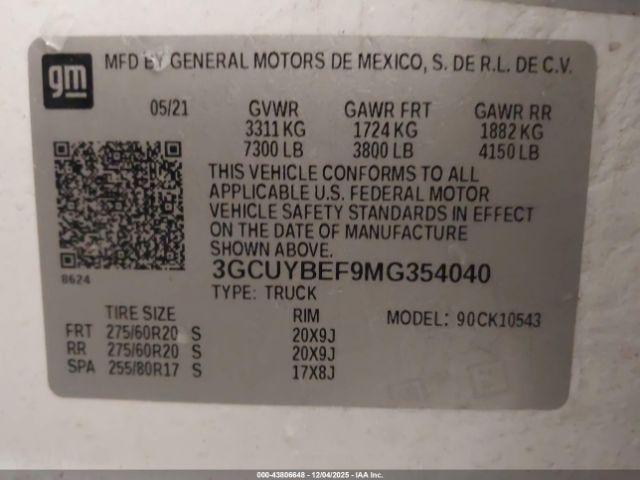 gm
MFD BY GENERAL MOTORS DE MEXICO, S. DE R.L. DE C.V.
05/21 GVWR GAWR FRT GAWR RR
3311 KG 1724 KG 1882 KG
7300 LB 3800 LB 4150 LB
THIS VEHICLE CONFORMS TO ALL
APPLICABLE U.S. FEDERAL MOTOR
VEHICLE SAFETY STANDARDS IN EFFECT
ON THE DATE OF MANUFACTURE
SHOWN ABOVE.
8624
3GCUYBEF9MG354040
TYPE: TRUCK
TIRE SIZE RIM MODEL: 90CK10543
FRT 275/60R20 S 20X9J
RR 275/60R20 S 20X9J
SPA 255/80R17 S 17X8J
000-43806648 - 12/04/2025 - IAAI.COM